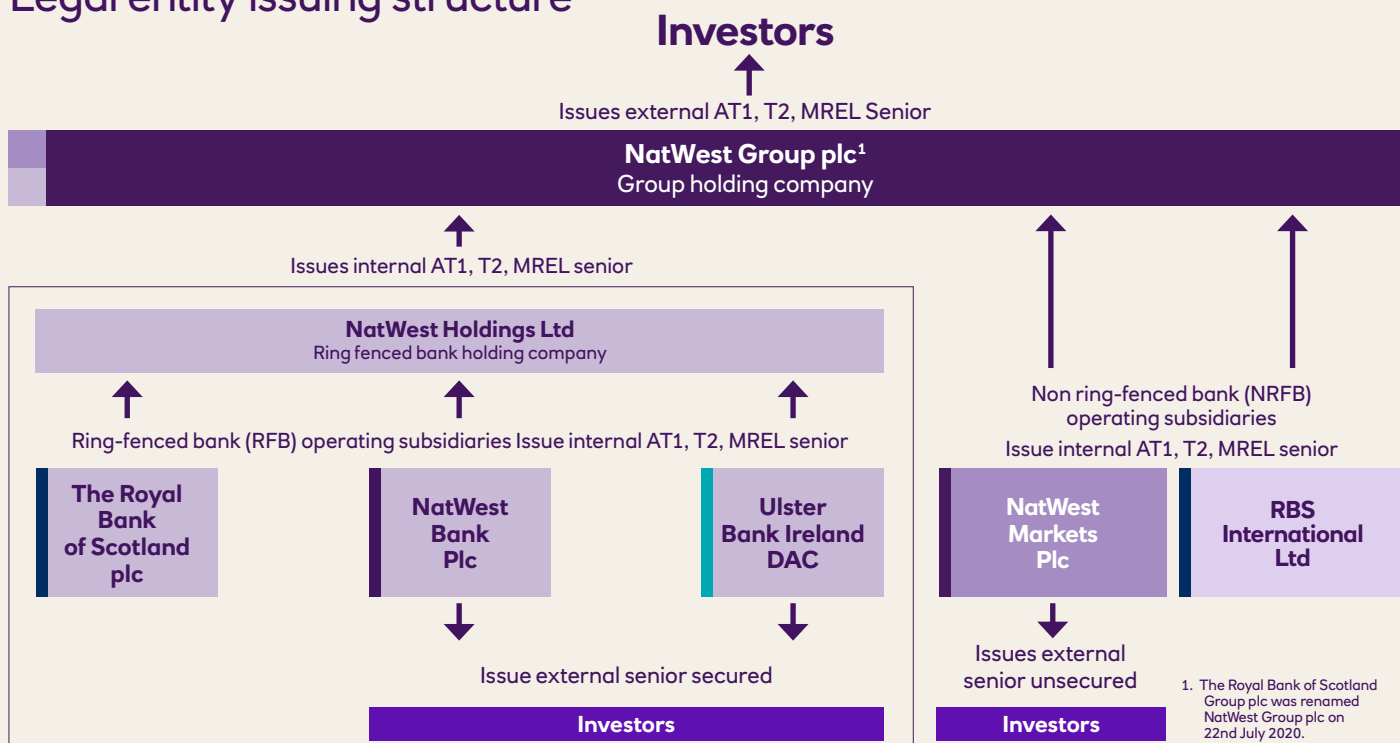 Legal entity issuing structure
Investors
Issues external AT1, T2, MREL Senior
NatWest Group plc¹
Group holding company
Issues internal AT1, T2, MREL senior
NatWest Holdings Ltd
Ring fenced bank holding company
Ring-fenced bank (RFB) operating subsidiaries Issue internal AT1, T2, MREL senior
The Royal
Bank
of Scotland
plc
NatWest
Bank
Plc
Ulster
Bank Ireland
DAC
Issue external senior secured
Investors
Non ring-fenced bank (NRFB)
operating subsidiaries
Issue internal AT1, T2, MREL senior
NatWest
Markets
Plc
RBS
International
Ltd
Issues external
senior unsecured
Investors
1. The Royal Bank of Scotland
Group plc was renamed
NatWest Group plc on
22nd July 2020.